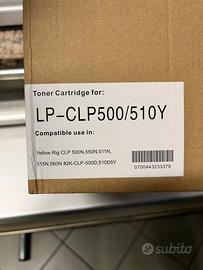 Toner Cartridge for:
LP-CLP500/510Y
Compatible use in:
Yellow Rig CLP 500N,550N,511N,
515N,560N #2K-CLP-500D,510D5Y
0700443233378
subito